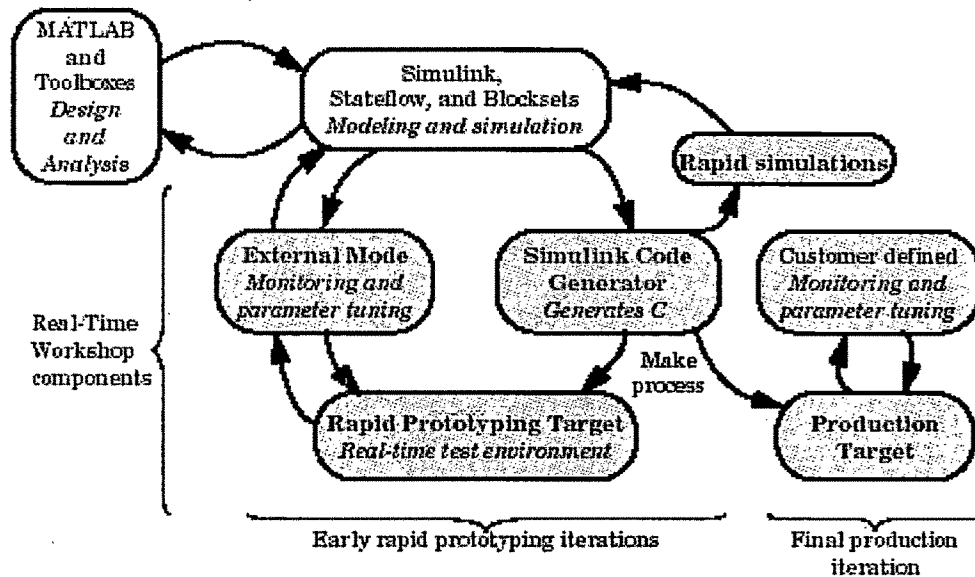 MATLAB
and
Toolboxes
Design
and
Analysis
Simulink,
Stateflow, and Blocksets
Modeling and simulation
Rapid simulations
External Mode
Monitoring and
parameter tuning
Simulink Code
Generator
Generates C
Customer defined
Monitoring and
parameter tuning
Real-Time
Workshop
components
Make
process
Rapid Prototyping Target
Real-time test environment
Production
Target
Early rapid prototyping iterations
Final production
iteration